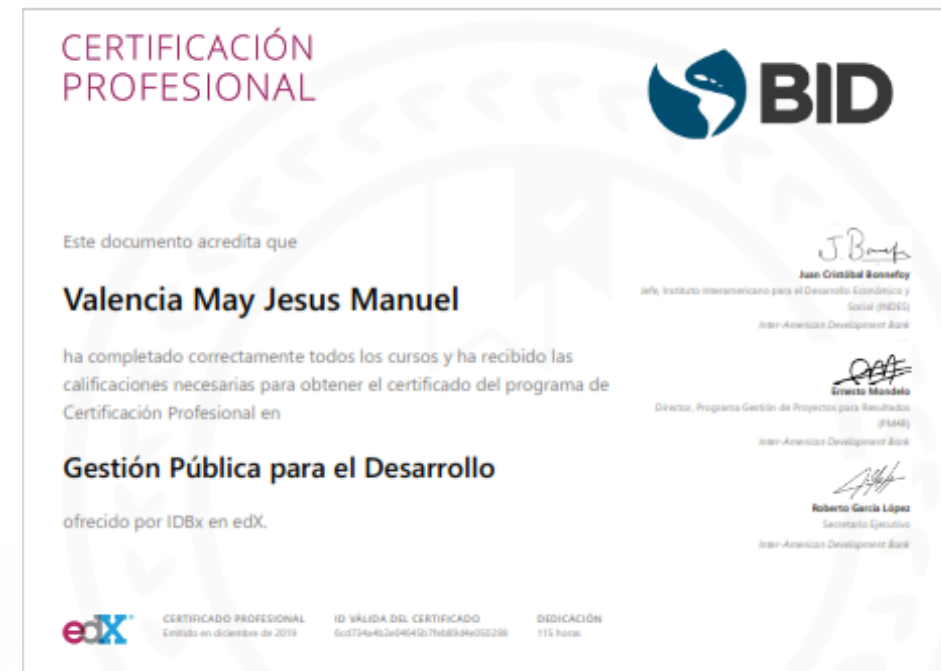 CERTIFICACIÓN
PROFESIONAL
BID
Este documento acredita que
Valencia May Jesus Manuel
ha completado correctamente todos los cursos y ha recibido las
calificaciones necesarias para obtener el certificado del programa de
Certificación Profesional en
Gestión Pública para el Desarrollo
ofrecido por IDBx en edX.
Juan Cristóbal Bonnefoy
Jefe, Instituto Interamericano para el Desarrollo Económico y
Social (INDES)
Inter-American Development Bank
Ernesto Mondelo
Director, Programa Gestión de Proyectos para Resultados
(PM4R)
Inter-American Development Bank
Roberto García López
Secretario Ejecutivo
Inter-American Development Bank
edX
CERTIFICADO PROFESIONAL
Emitido en diciembre de 2019
ID VÁLIDA DEL CERTIFICADO
DEDICACIÓN
115 horas